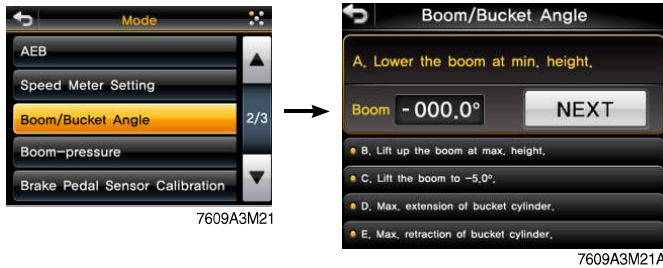 Mode
AEB
Speed Meter Setting
Boom/Bucket Angle
Boom-pressure
Brake Pedal Sensor Calibration
2/3
7609A3M21
Boom/Bucket Angle
A. Lower the boom at min. height.
Boom -000.0° NEXT
B. Lift up the boom at max. height.
C. Lift the boom to -5.0°.
D. Max. extension of bucket cylinder.
E. Max. retraction of bucket cylinder.
7609A3M21A